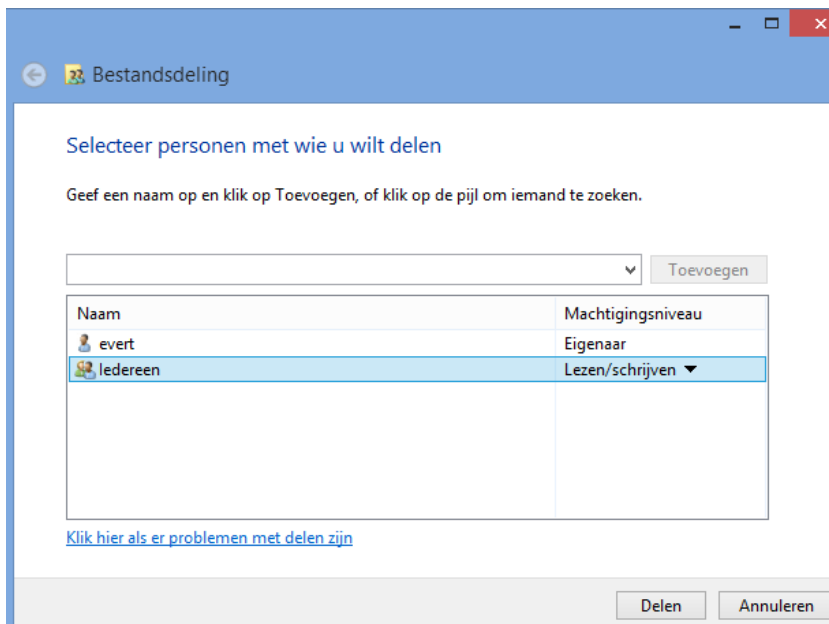 Bestandsdeling
Selecteer personen met wie u wilt delen
Geef een naam op en klik op Toevoegen, of klik op de pijl om iemand te zoeken.
Toevoegen
Naam Machtigingsniveau
evert Eigenaar
Iedereen Lezen/schrijven
Klik hier als er problemen met delen zijn
Delen Annuleren